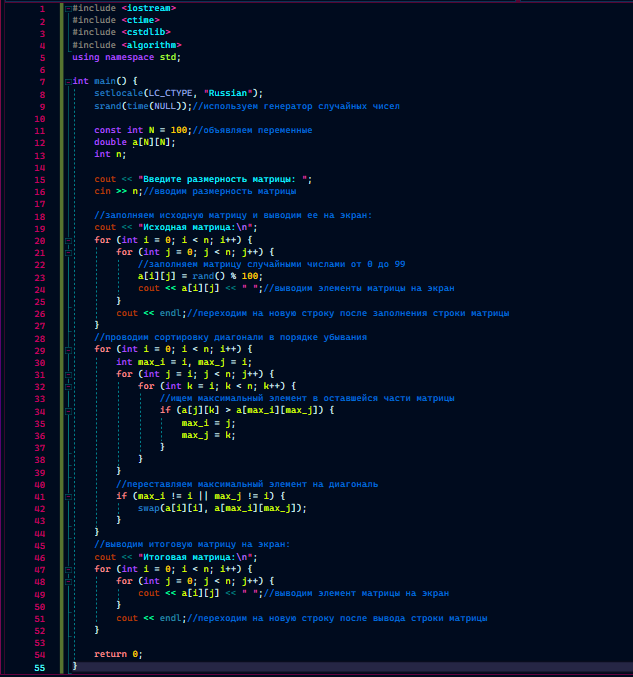 1 #include <iostream>
2 #include <ctime>
3 #include <cstdlib>
4 #include <algorithm>
5 using namespace std;
6
7 int main() {
8 setlocale(LC_CTYPE, "Russian");
9 srand(time(NULL));//используем генератор случайных чисел
10
11 const int N = 100;//объявляем переменные
12 double a[N][N];
13 int n;
14
15 cout << "Введите размерность матрицы: ";
16 cin >> n;//вводим размерность матрицы
17
18 //заполняем исходную матрицу и выводим ее на экран:
19 cout << "Исходная матрица:\n";
20 for (int i = 0; i < n; i++) {
21 for (int j = 0; j < n; j++) {
22 //заполняем матрицу случайными числами от 0 до 99
23 a[i][j] = rand() % 100;
24 cout << a[i][j] << " ";//выводим элементы матрицы на экран
25 }
26 cout << endl;//переходим на новую строку после заполнения строки матрицы
27 }
28 //проводим сортировку диагонали в порядке убывания
29 for (int i = 0; i < n; i++) {
30 int max_i = i, max_j = i;
31 for (int j = i; j < n; j++) {
32 for (int k = i; k < n; k++) {
33 //ищем максимальный элемент в оставшейся части матрицы
34 if (a[j][k] > a[max_i][max_j]) {
35 max_i = j;
36 max_j = k;
37 }
38 }
39 }
40 //переставляем максимальный элемент на диагональ
41 if (max_i != i || max_j != i) {
42 swap(a[i][i], a[max_i][max_j]);
43 }
44 }
45 //выводим итоговую матрицу на экран:
46 cout << "Итоговая матрица:\n";
47 for (int i = 0; i < n; i++) {
48 for (int j = 0; j < n; j++) {
49 cout << a[i][j] << " ";//выводим элемент матрицы на экран
50 }
51 cout << endl;//переходим на новую строку после вывода строки матрицы
52 }
53
54 return 0;
55 }